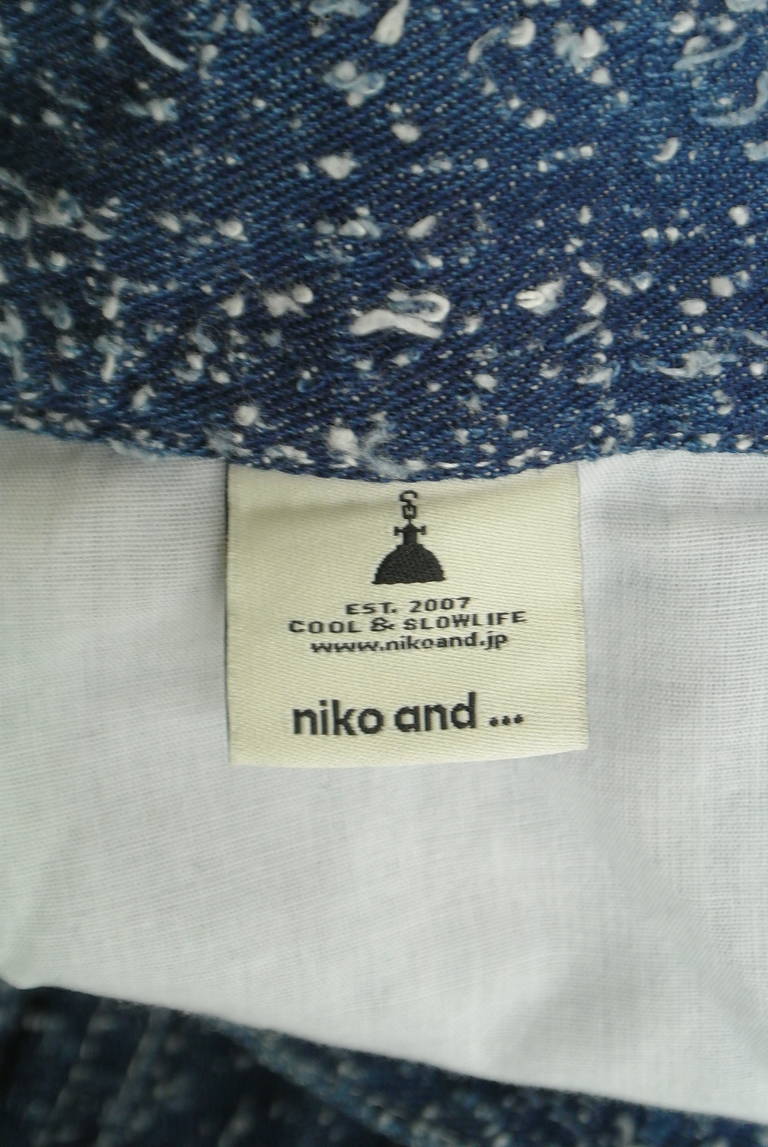 EST. 2007
COOL & SLOWLIFE
www.nikoand.jp
niko and ...